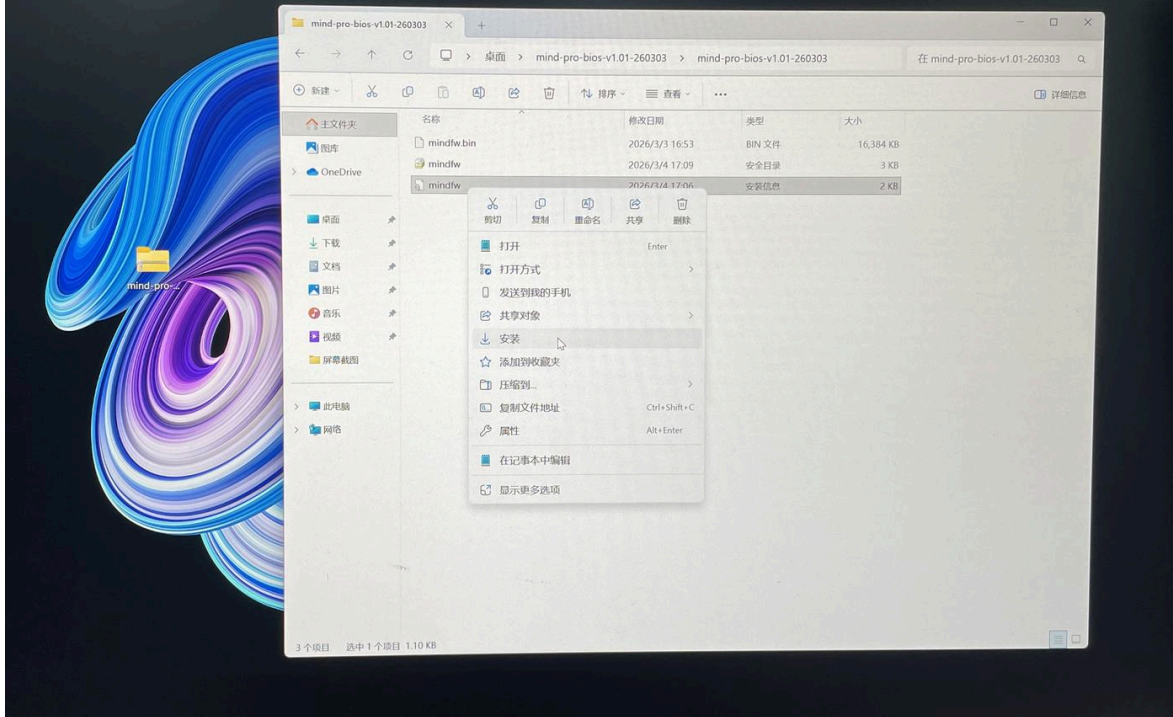 mind-pro-bios-v1.01-260303
桌面 > mind-pro-bios-v1.01-260303 > mind-pro-bios-v1.01-260303
在 mind-pro-bios-v1.01-260303
新建
排序
查看
详细信息
主文件夹
图库
OneDrive
桌面
下载
文档
图片
音乐
视频
屏幕截图
此电脑
网络
名称 修改日期 类型 大小
mindfw.bin 2026/3/3 16:53 BIN 文件 16,384 KB
mindfw 2026/3/4 17:09 安全目录 3 KB
mindfw 2026/3/4 17:06 安装信息 2 KB
剪切 复制 重命名 共享 删除
打开 Enter
打开方式
发送到我的手机
共享对象
安装
添加到收藏夹
压缩到...
复制文件地址 Ctrl+Shift+C
属性 Alt+Enter
在记事本中编辑
显示更多选项
mind-pro-...
3 个项目 选中 1 个项目 1.10 KB